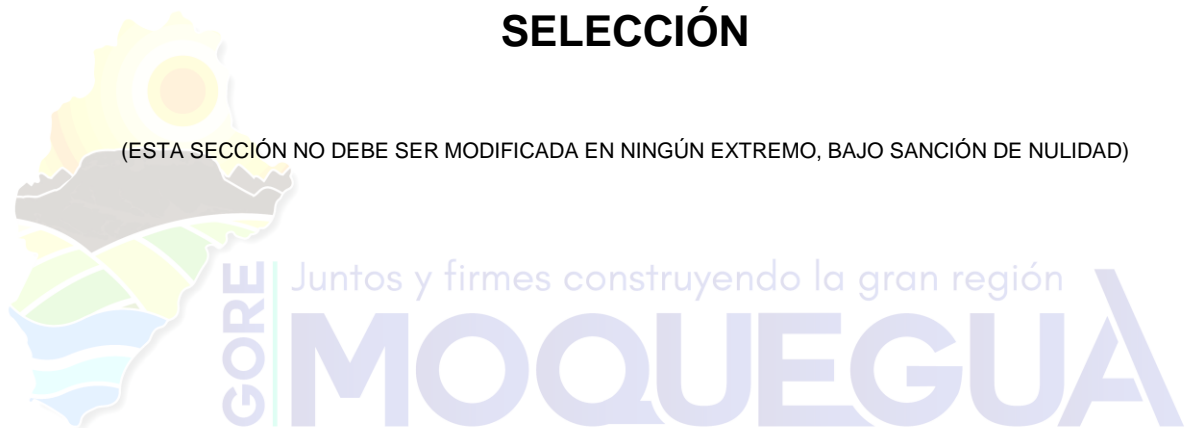 SELECCIÓN
(ESTA SECCIÓN NO DEBE SER MODIFICADA EN NINGÚN EXTREMO, BAJO SANCIÓN DE NULIDAD)
Juntos y firmes construyendo la gran región
GORE
MOQUEGUA